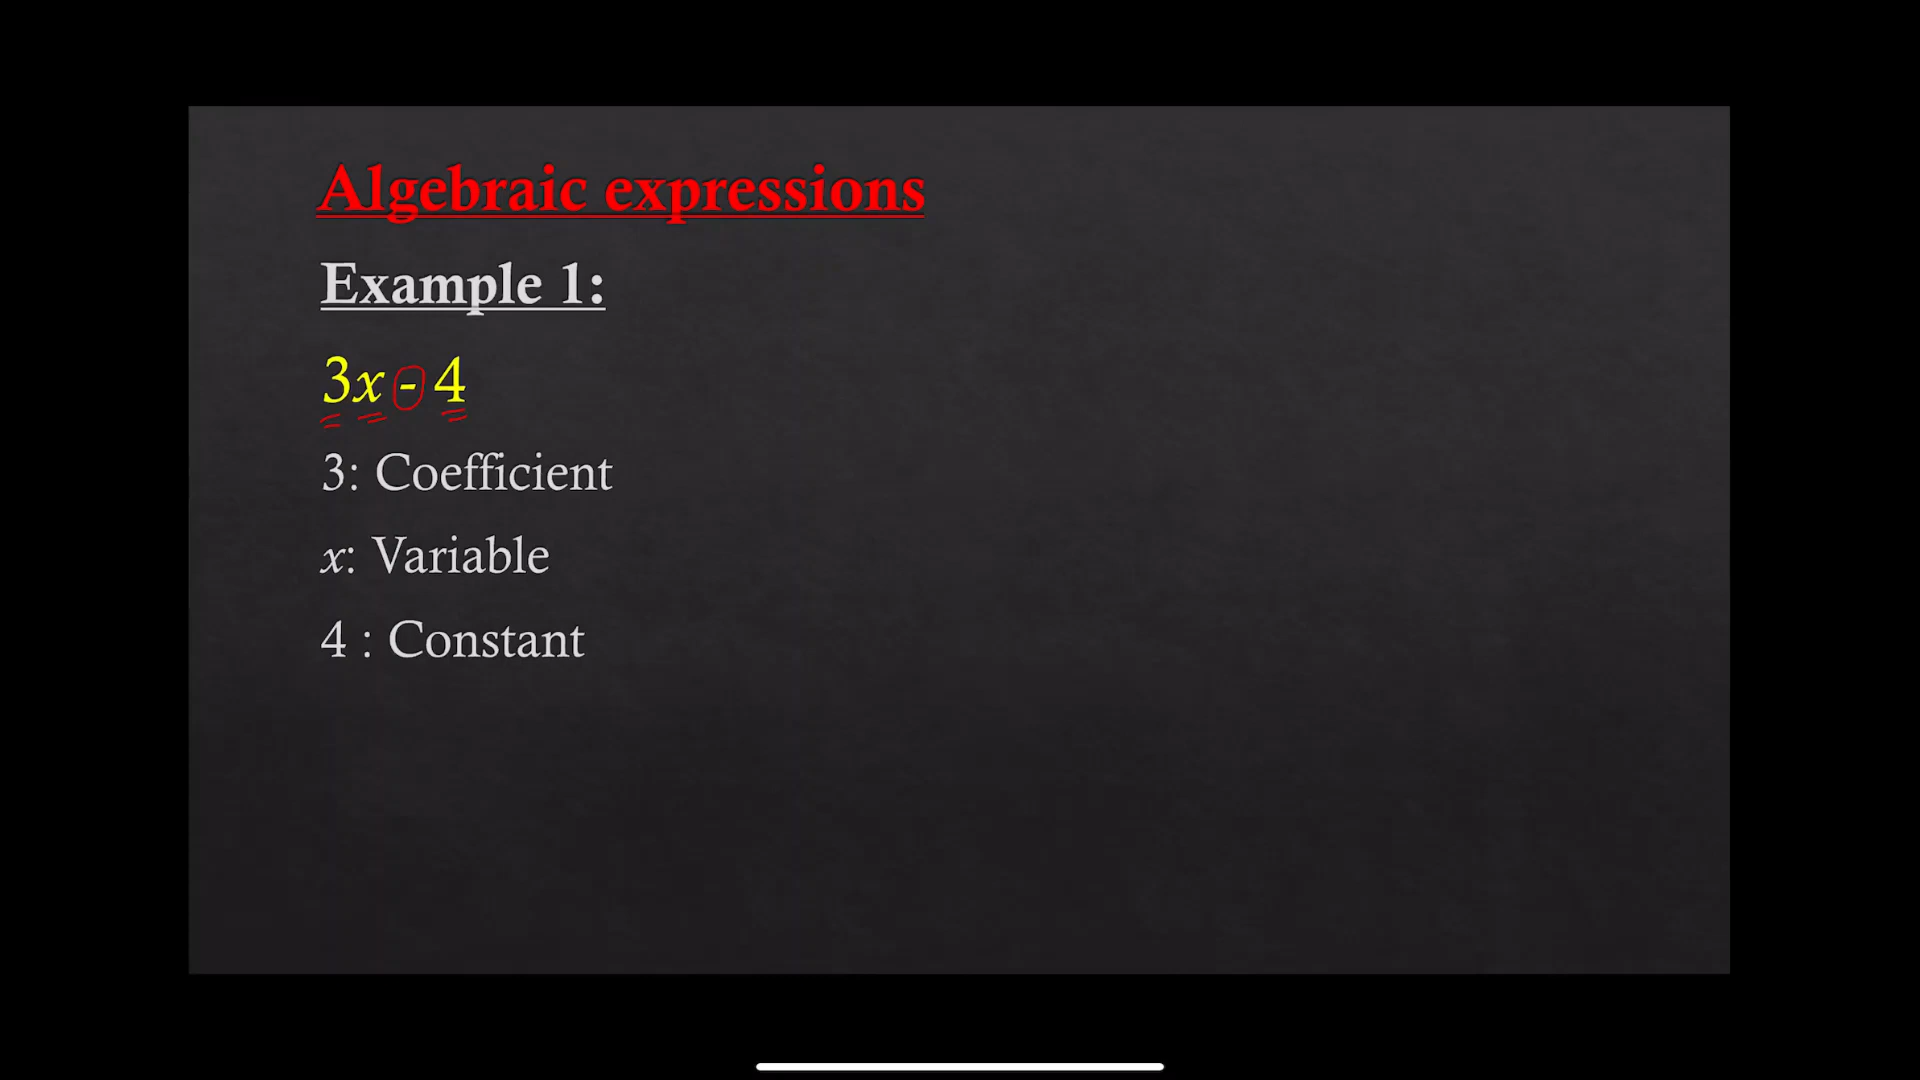 Algebraic expressions
Example 1:
3x - 4
3: Coefficient
x: Variable
4 : Constant